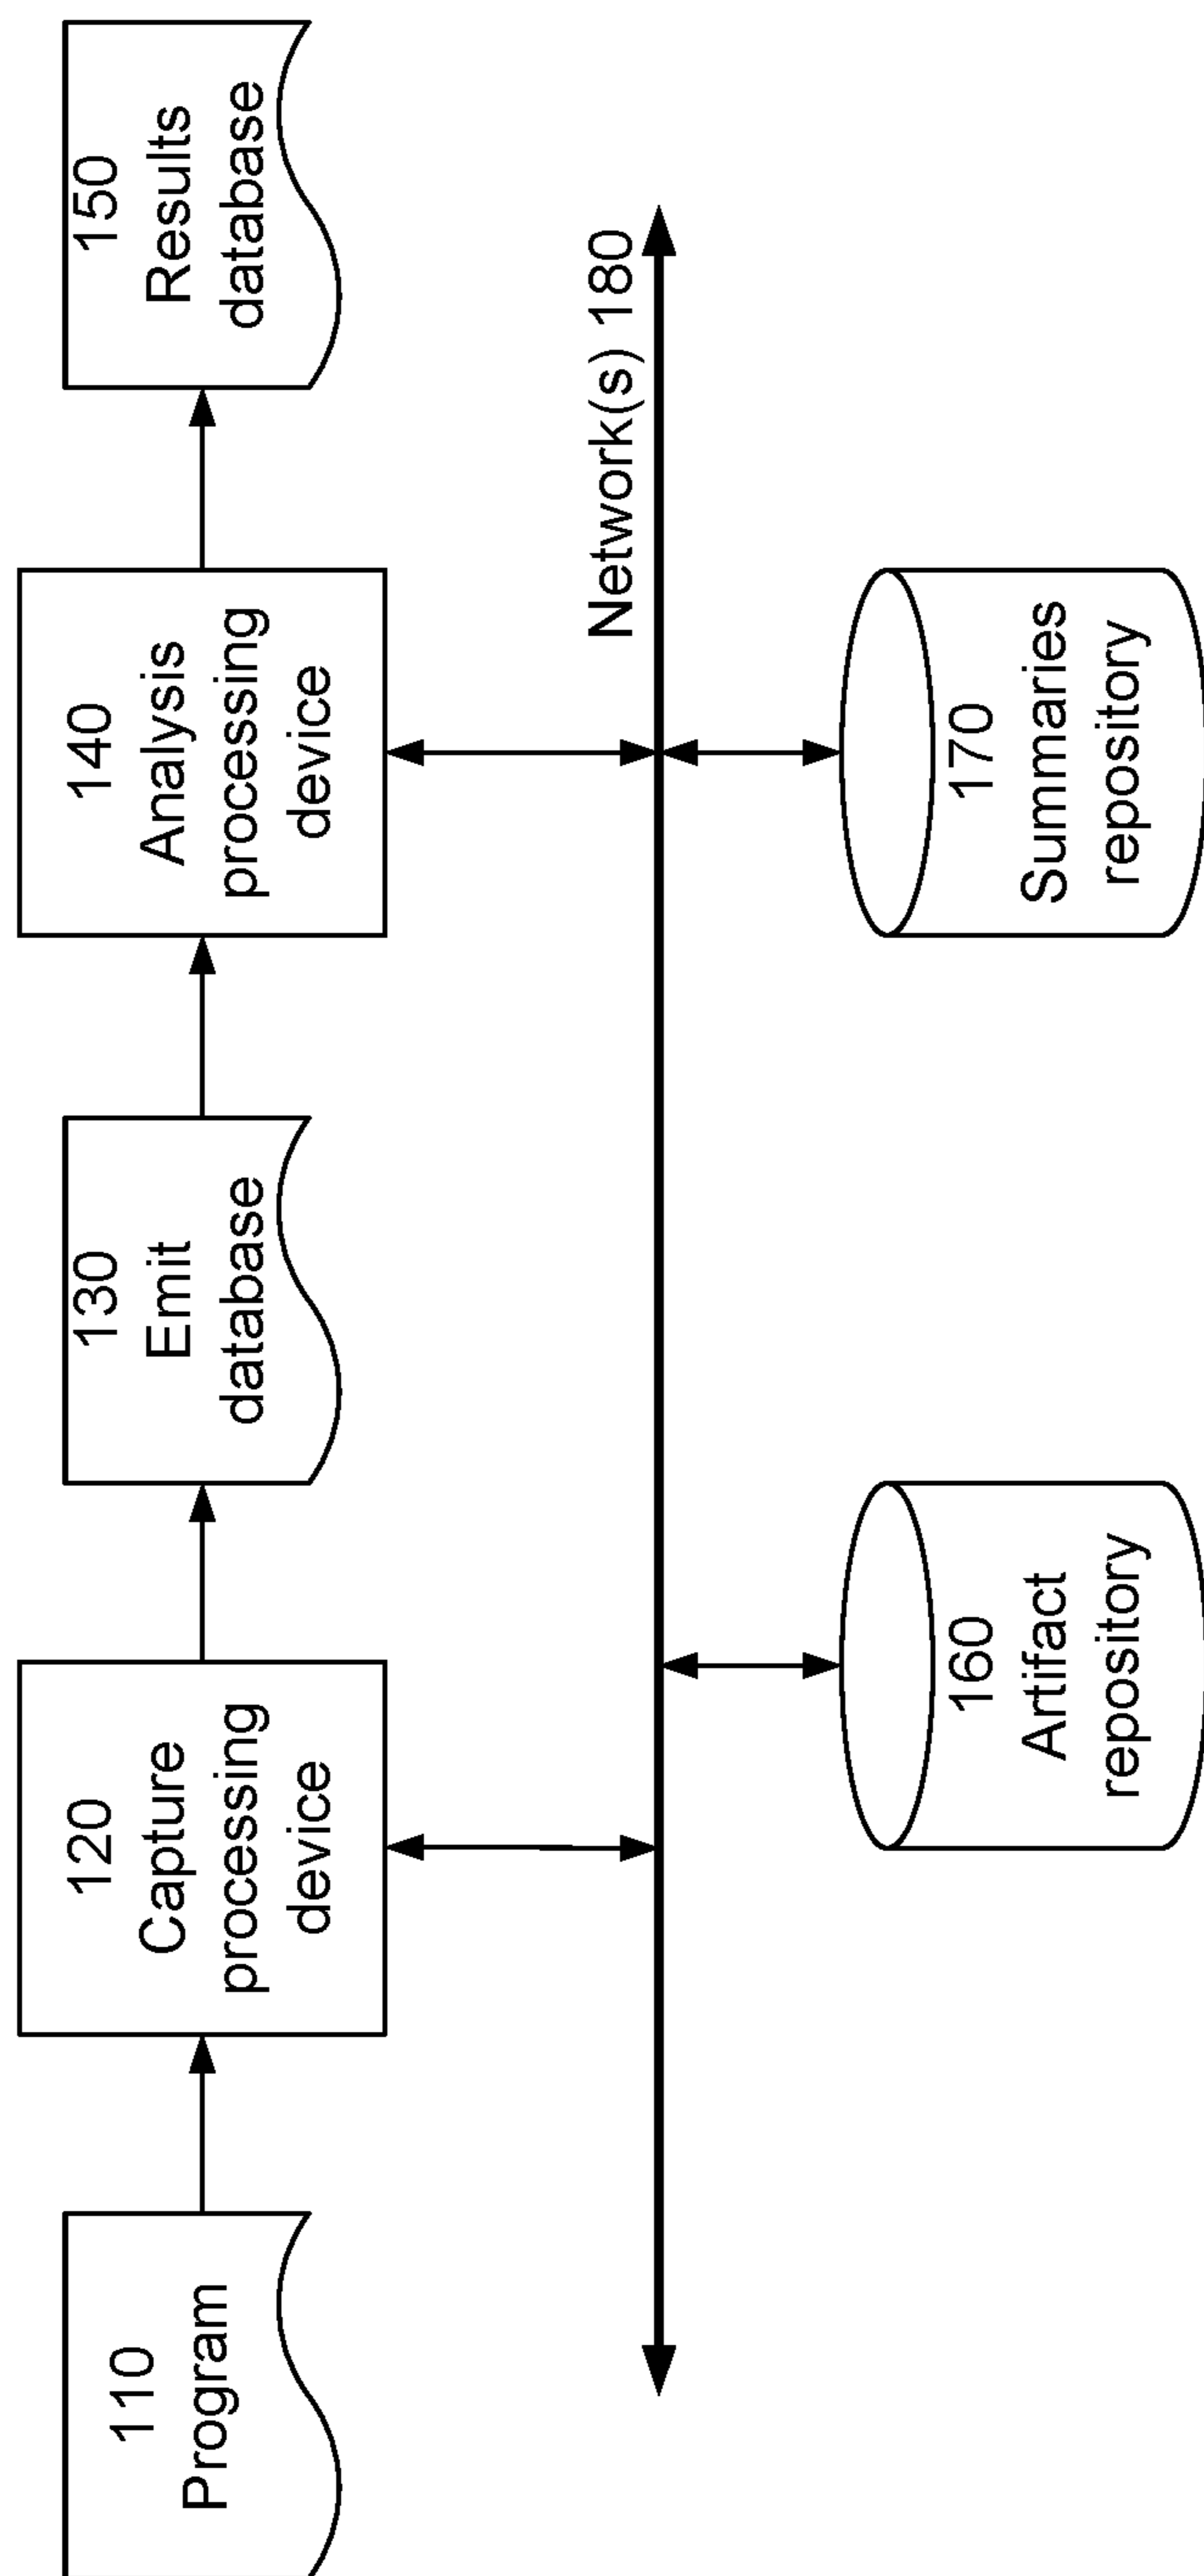 110
Program
120
Capture
processing
device
130
Emit
database
140
Analysis
processing
device
150
Results
database
Network(s) 180
160
Artifact
repository
170
Summaries
repository